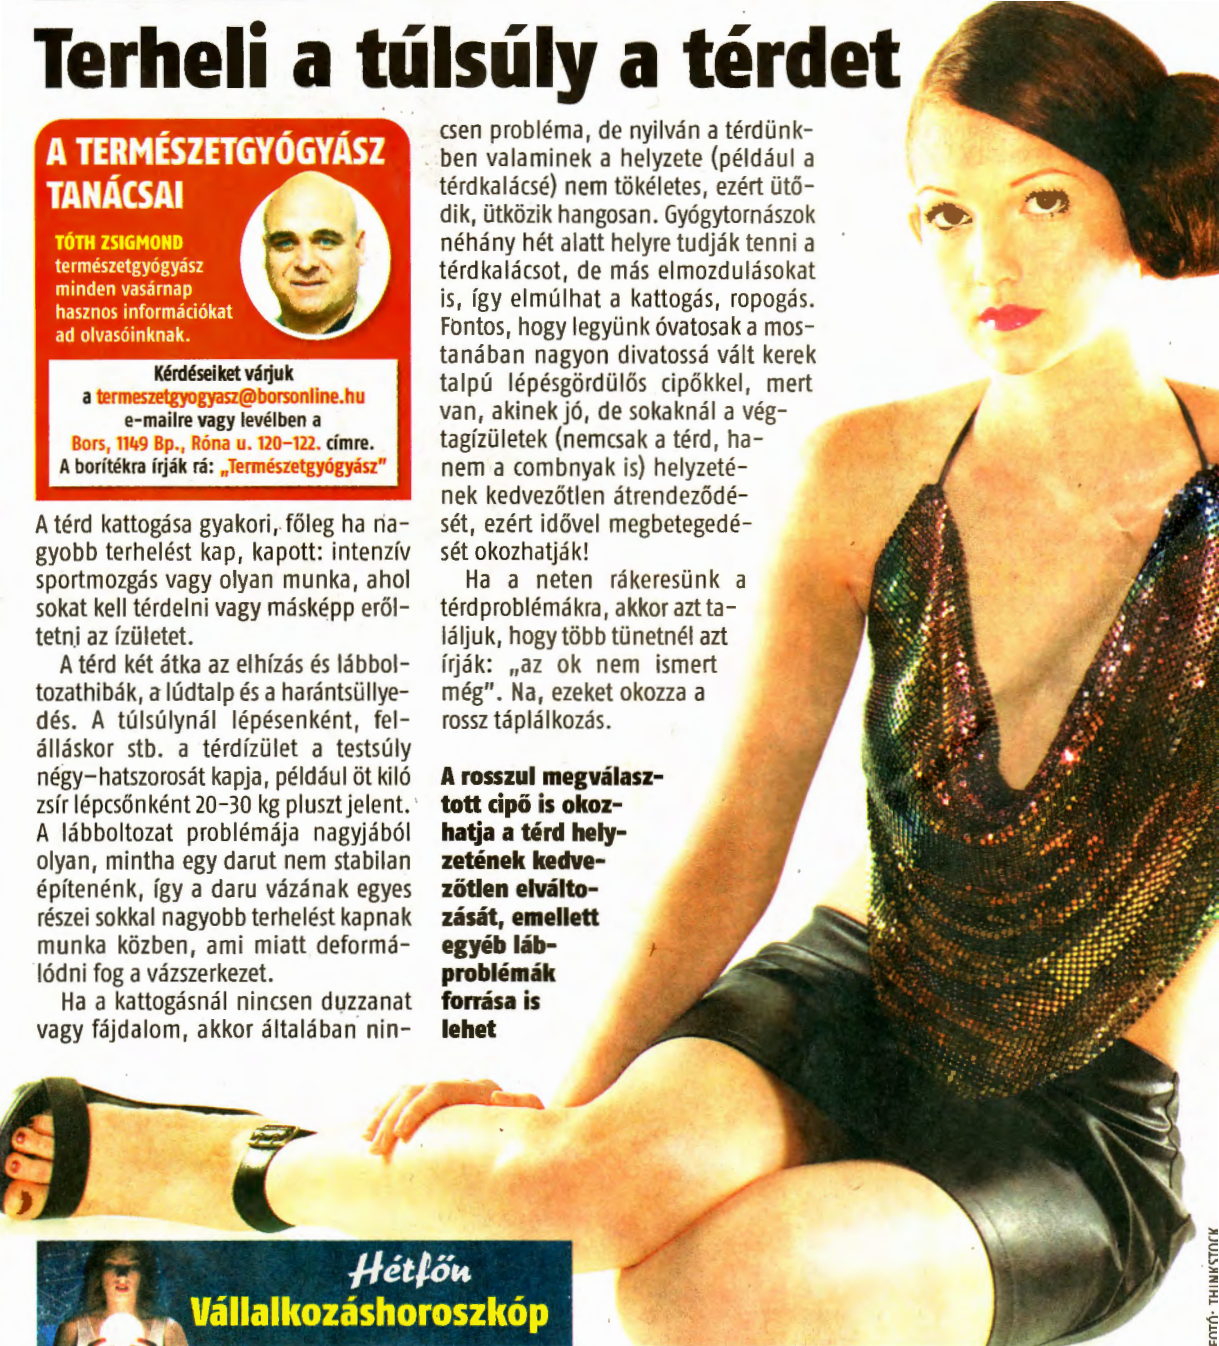 Terheli a túlsúly a térdet
A TERMÉSZETGYÓGYÁSZ
TANÁCSAI
TÓTH ZSIGMOND
természetgyógyász
minden vasárnap
hasznos információkat
ad olvasóinknak.
Kérdéseiket várjuk
a termeszetgyogyasz@borsonline.hu
e-mailre vagy levélben a
Bors, 1149 Bp., Róna u. 120–122. címre.
A borítékra írják rá: „Természetgyógyász”
A térd kattogása gyakori, főleg ha na-
gyobb terhelést kap, kapott: intenzív
sportmozgás vagy olyan munka, ahol
sokat kell térdelni vagy másképp eről-
tetni az ízületet.
A térd két átka az elhízás és lábbol-
tozathibák, a lúdtalp és a harántsüllye-
dés. A túlsúlynál lépésenként, fel-
álláskor stb. a térdízület a testsúly
négy–hatszorosát kapja, például öt kiló
zsír lépcsőnként 20–30 kg pluszt jelent.
A lábboltozat problémája nagyjából
olyan, mintha egy darut nem stabilan
építenénk, így a daru vázának egyes
részei sokkal nagyobb terhelést kapnak
munka közben, ami miatt deformá-
lódni fog a vázszerkezet.
Ha a kattogásnál nincsen duzzanat
vagy fájdalom, akkor általában nin-
csen probléma, de nyilván a térdünk-
ben valaminek a helyzete (például a
térdkalácsé) nem tökéletes, ezért ütő-
dik, ütközik hangosan. Gyógytornászok
néhány hét alatt helyre tudják tenni a
térdkalácsot, de más elmozdulásokat
is, így elmúlhat a kattogás, ropogás.
Fontos, hogy legyünk óvatosak a mos-
tanában nagyon divatossá vált kerek
talpú lépésgördülős cipőkkel, mert
van, akinek jó, de sokaknál a vég-
tagízületek (nemcsak a térd, ha-
nem a combnyak is) helyzeté-
nek kedvezőtlen átrendeződé-
sét, ezért idővel megbetegedé-
sét okozhatják!
Ha a neten rákeresünk a
térdproblémákra, akkor azt ta-
láljuk, hogy több tünetnél azt
írják: „az ok nem ismert
még”. Na, ezeket okozza a
rossz táplálkozás.
A rosszul megválasz-
tott cipő is okoz-
hatja a térd hely-
zetének kedve-
zőtlen elválto-
zását, emellett
egyéb láb-
problémák
forrása is
lehet
Hétfőn
Vállalkozáshoroszkóp
FOTÓ: THINKSTOCK